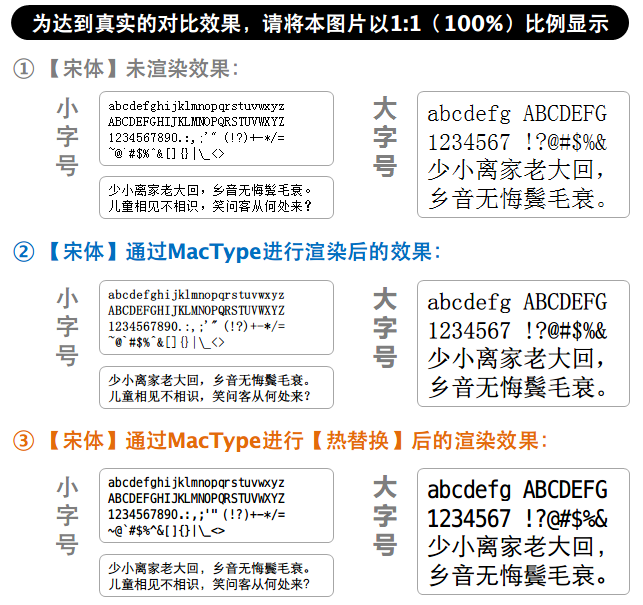 为达到真实的对比效果，请将本图片以1:1（100%）比例显示
①【宋体】未渲染效果：
小字号
abcdefghijklmnopqrstuvwxyz
ABCDEFGHIJKLMNOPQRSTUVWXYZ
1234567890.:,;'"(!?)+-*/=
~@`#$%^&[]{}|\_<>
少小离家老大回，乡音无悔鬓毛衰。
儿童相见不相识，笑问客从何处来？
大字号
abcdefg ABCDEFG
1234567 !?@#$%&
少小离家老大回，
乡音无悔鬓毛衰。
②【宋体】通过MacType进行渲染后的效果：
小字号
abcdefghijklmnopqrstuvwxyz
ABCDEFGHIJKLMNOPQRSTUVWXYZ
1234567890.:,;'"(!?)+-*/=
~@`#$%^&[]{}|\_<>
少小离家老大回，乡音无悔鬓毛衰。
儿童相见不相识，笑问客从何处来？
大字号
abcdefg ABCDEFG
1234567 !?@#$%&
少小离家老大回，
乡音无悔鬓毛衰。
③【宋体】通过MacType进行【热替换】后的渲染效果：
小字号
abcdefghijklmnopqrstuvwxyz
ABCDEFGHIJKLMNOPQRSTUVWXYZ
1234567890.:,;'"(!?)+-*/=
~@`#$%^&[]{}|\_<>
少小离家老大回，乡音无悔鬓毛衰。
儿童相见不相识，笑问客从何处来？
大字号
abcdefg ABCDEFG
1234567 !?@#$%&
少小离家老大回，
乡音无悔鬓毛衰。